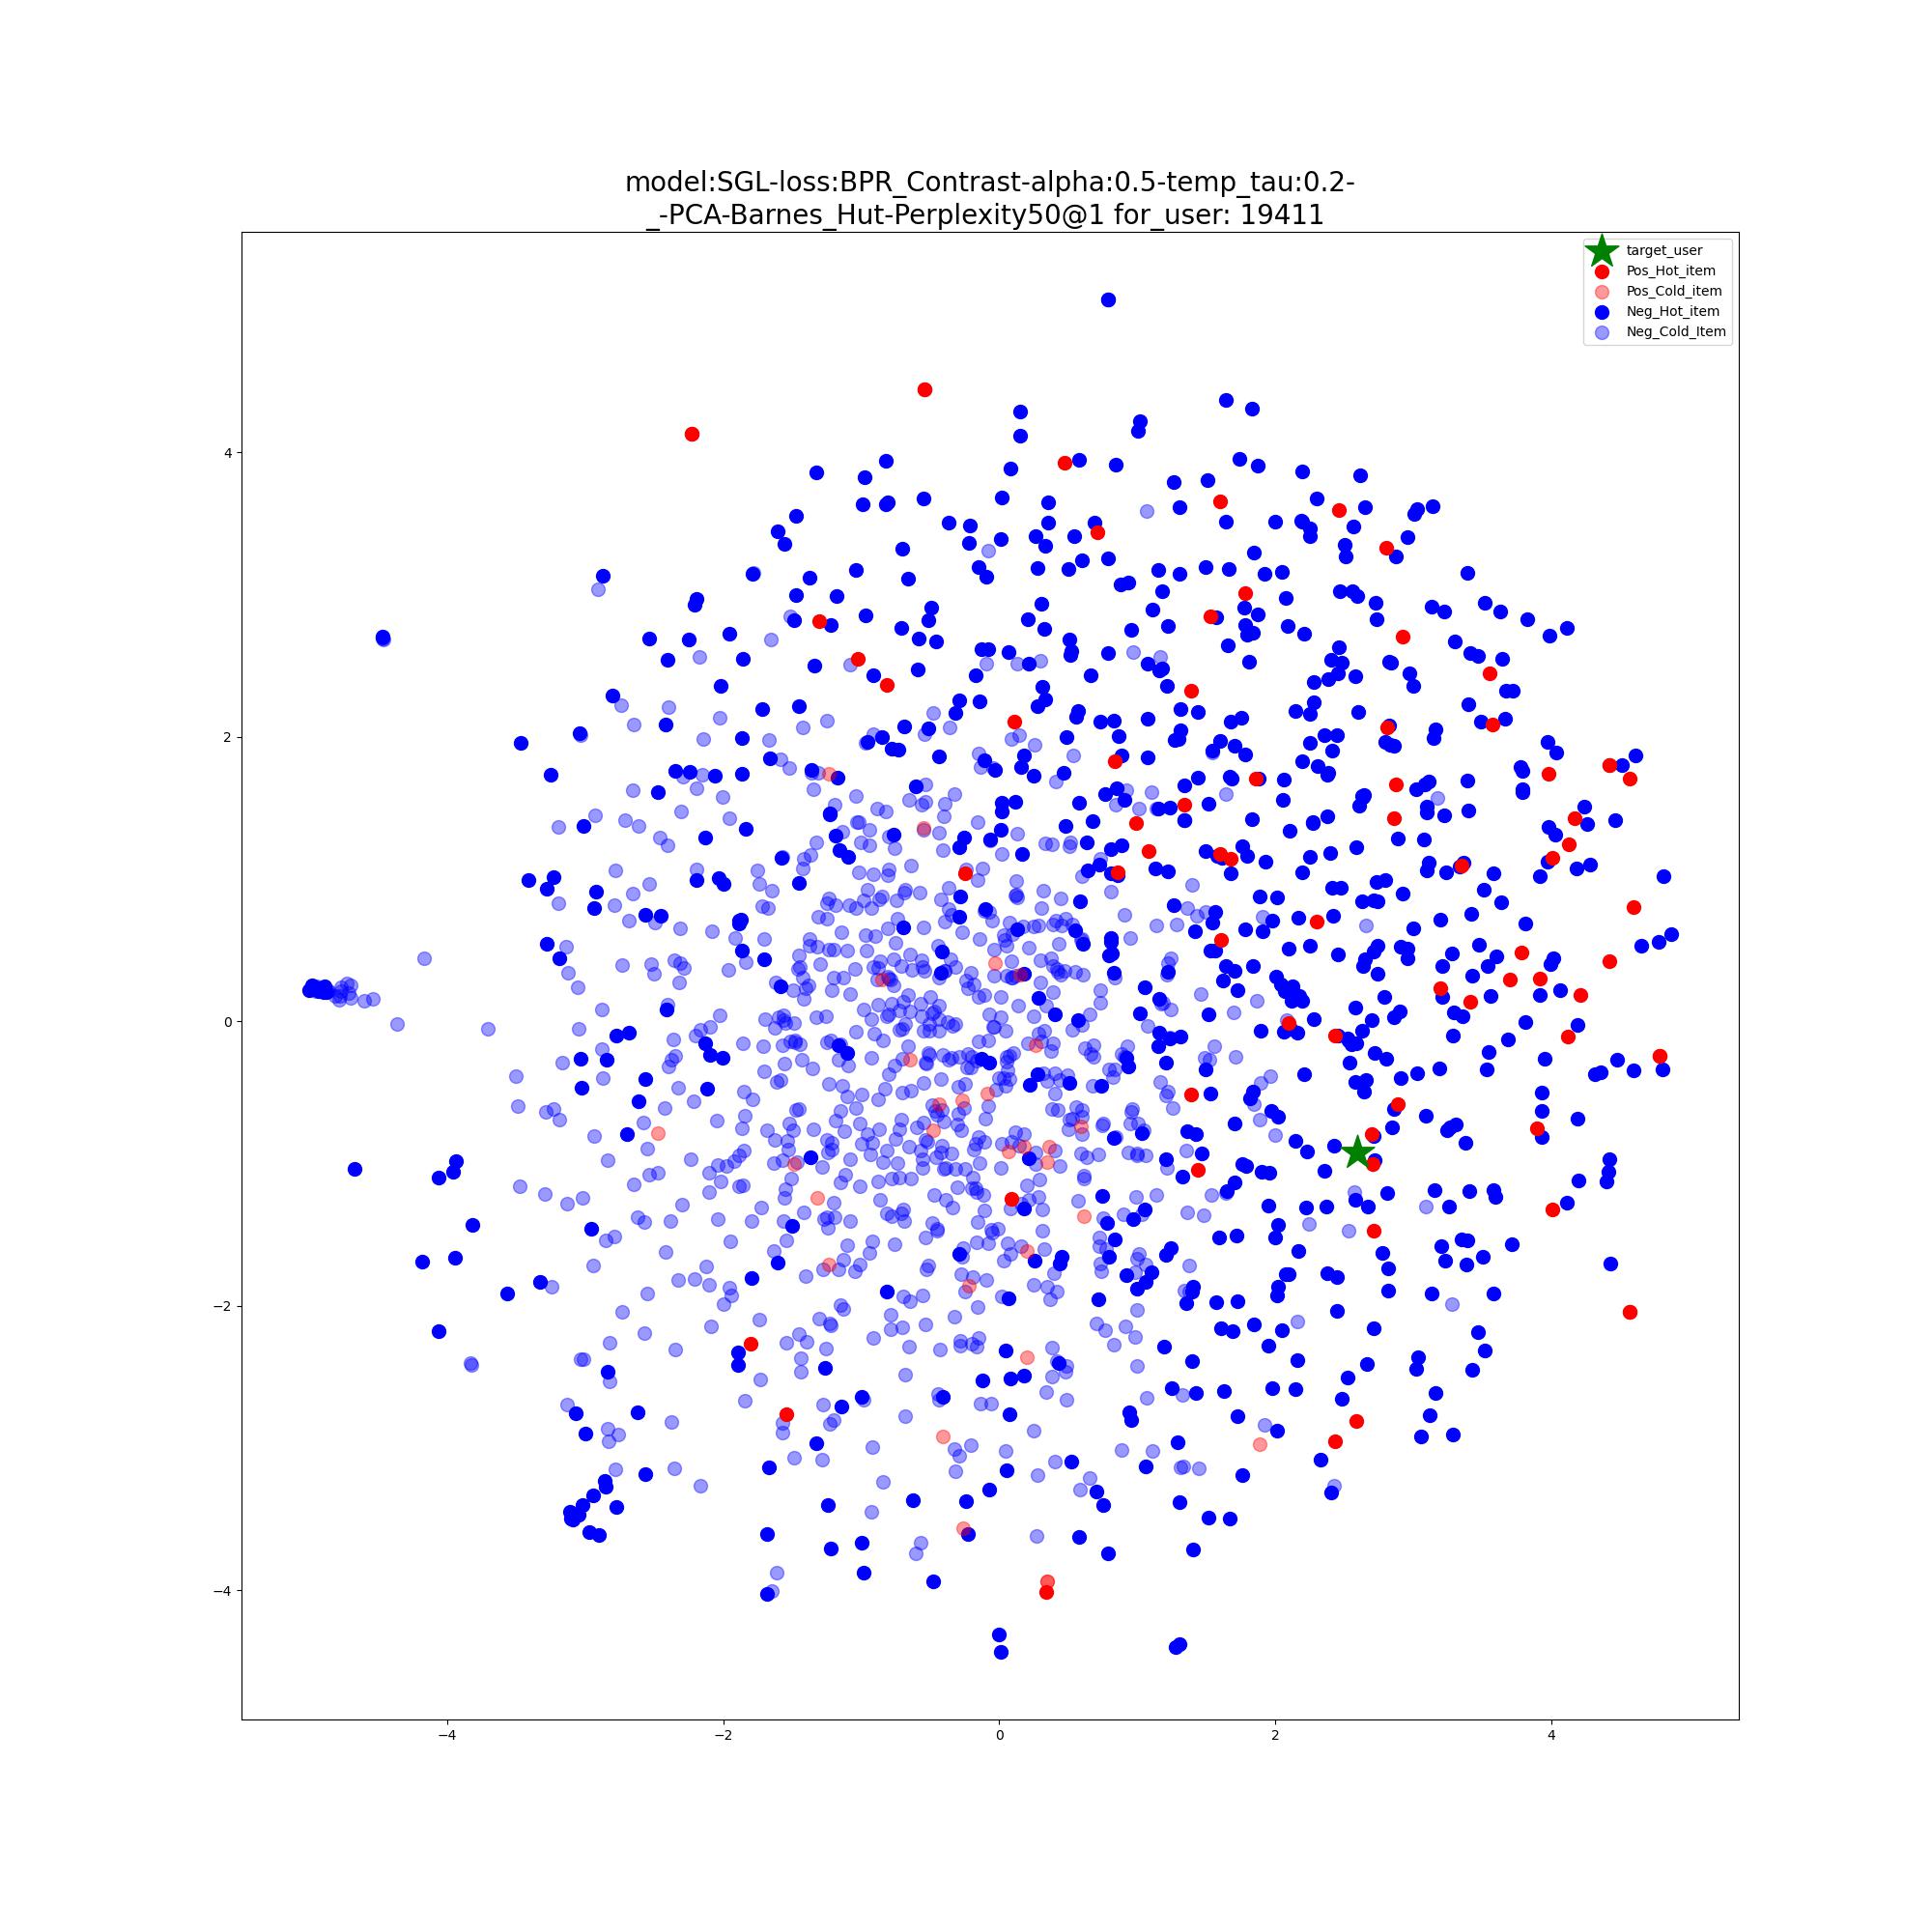 model:SGL-loss:BPR_Contrast-alpha:0.5-temp_tau:0.2-
_-PCA-Barnes_Hut-Perplexity50@1 for_user: 19411
target_user
Pos_Hot_item
Pos_Cold_item
Neg_Hot_item
Neg_Cold_Item
4
2
0
−2
−4
−4
−2
0
2
4